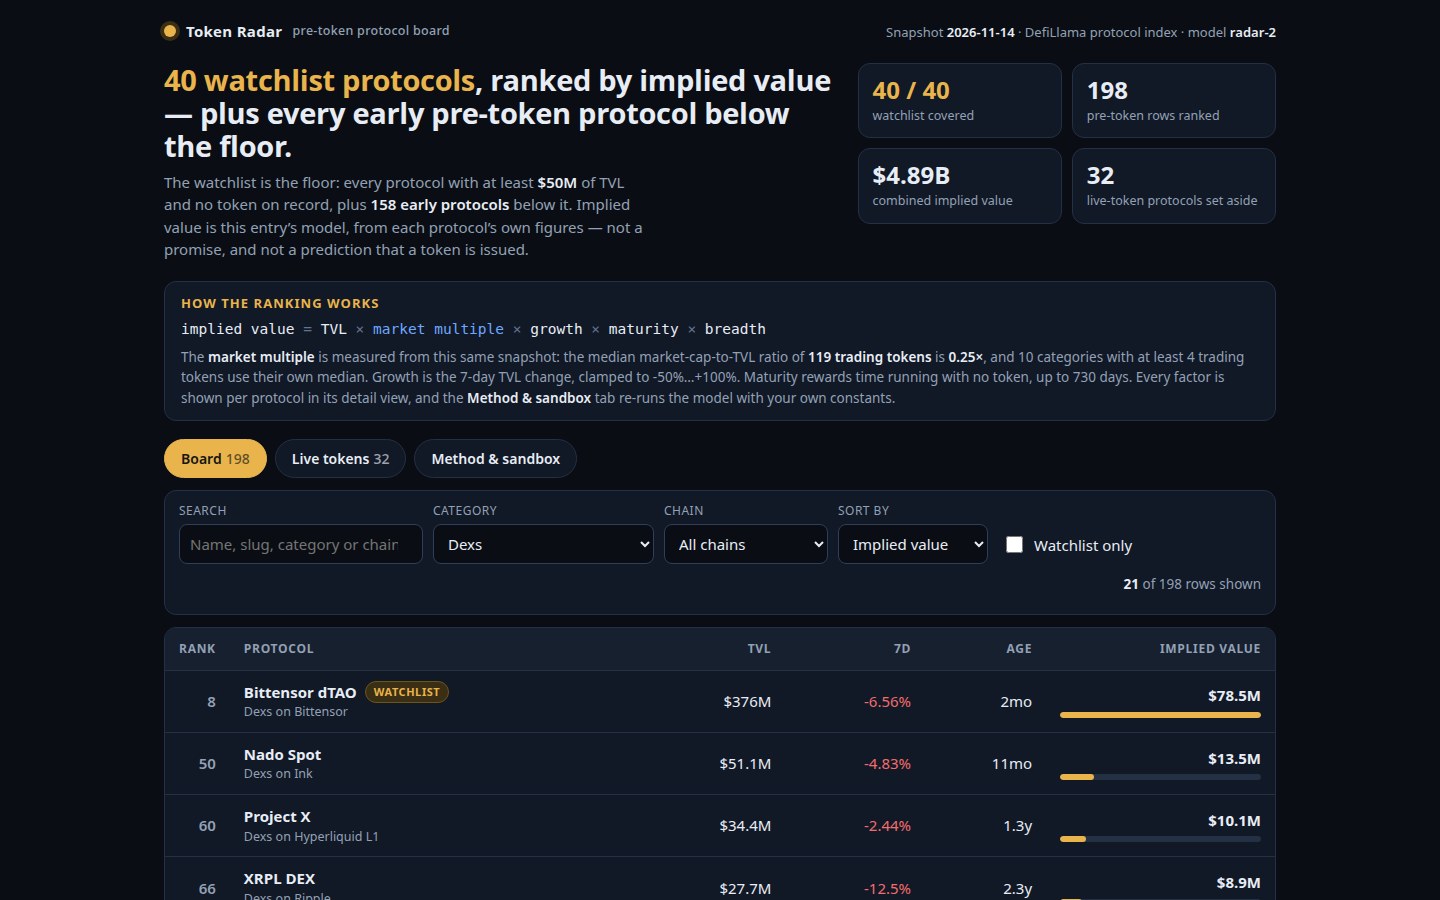 Token Radar pre-token protocol board
Snapshot 2026-11-14 · DefiLlama protocol index · model radar-2
40 watchlist protocols, ranked by implied value
— plus every early pre-token protocol below
the floor.
The watchlist is the floor: every protocol with at least $50M of TVL
and no token on record, plus 158 early protocols below it. Implied
value is this entry's model, from each protocol's own figures — not a
promise, and not a prediction that a token is issued.
40 / 40
watchlist covered
198
pre-token rows ranked
$4.89B
combined implied value
32
live-token protocols set aside
HOW THE RANKING WORKS
implied value = TVL × market multiple × growth × maturity × breadth
The market multiple is measured from this same snapshot: the median market-cap-to-TVL ratio of 119 trading tokens is 0.25×, and 10 categories with at least 4 trading
tokens use their own median. Growth is the 7-day TVL change, clamped to -50%…+100%. Maturity rewards time running with no token, up to 730 days. Every factor is
shown per protocol in its detail view, and the Method & sandbox tab re-runs the model with your own constants.
Board 198
Live tokens 32
Method & sandbox
SEARCH
CATEGORY
CHAIN
SORT BY
Name, slug, category or chain
Dexs
All chains
Implied value
Watchlist only
21 of 198 rows shown
RANK PROTOCOL TVL 7D AGE IMPLIED VALUE
8 Bittensor dTAO WATCHLIST $376M -6.56% 2mo $78.5M
Dexs on Bittensor
50 Nado Spot $51.1M -4.83% 11mo $13.5M
Dexs on Ink
60 Project X $34.4M -2.44% 1.3y $10.1M
Dexs on Hyperliquid L1
66 XRPL DEX $27.7M -12.5% 2.3y $8.9M
Dexs on Ripple